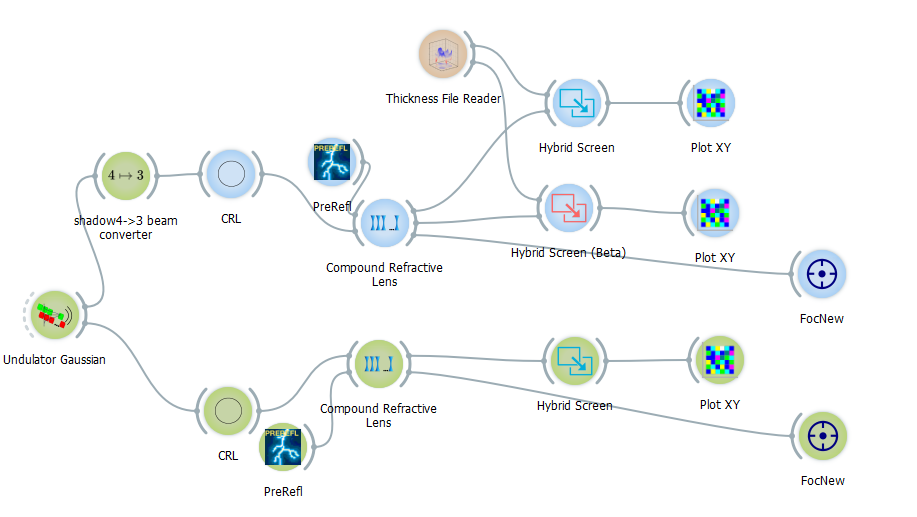 Thickness File Reader
Hybrid Screen
Plot XY
4 ↦ 3
shadow4->3 beam
converter
CRL
PREREFL
PreRefl
Compound Refractive
Lens
Hybrid Screen (Beta)
Plot XY
FocNew
Undulator Gaussian
CRL
PREREFL
PreRefl
Compound Refractive
Lens
Hybrid Screen
Plot XY
FocNew